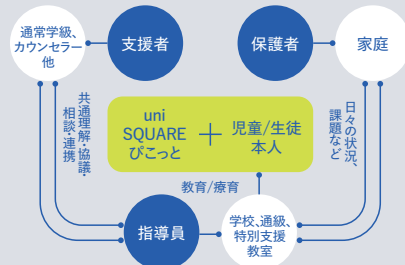 通常学級、
カウンセラー
他
支援者
保護者
家庭
共通理解・協議・
相談・連携
uni
SQUARE
ぴこっと
＋
児童/生徒
本人
日々の状況、
課題など
教育/療育
指導員
学校、通級、
特別支援
教室